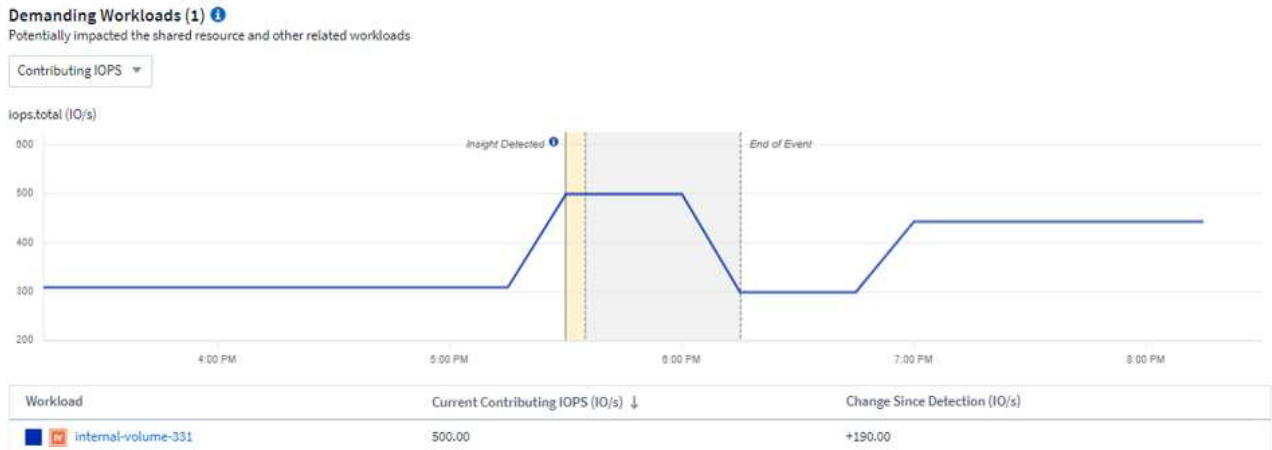 Demanding Workloads (1)
Potentially impacted the shared resource and other related workloads
Contributing IOPS
iops.total (IO/s)
600
Insight Detected
End of Event
500
400
300
200
4:00 PM
5:00 PM
6:00 PM
7:00 PM
8:00 PM
Workload
Current Contributing IOPS (IO/s) ↓
Change Since Detection (IO/s)
internal-volume-331
500.00
+190.00